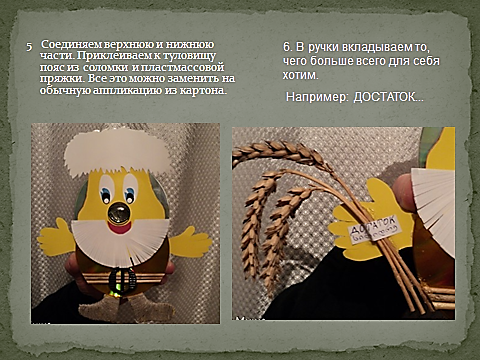 5 Соединяем верхнюю и нижнюю
части. Приклеиваем к туловищу
пояс из соломки и пластмассовой
пряжки. Все это можно заменить на
обычную аппликацию из картона.
6. В ручки вкладываем то,
чего больше всего для себя
хотим.
Например: ДОСТАТОК...
ДОСТАТОК